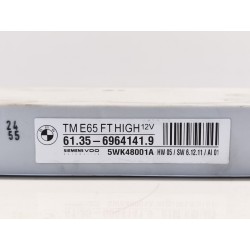 24
55
TM E65 FT HIGH 12V
61.35-6964141.9
SIEMENS VDO 5WK48001A HW 05 / SW 6.12.11 / AI 01